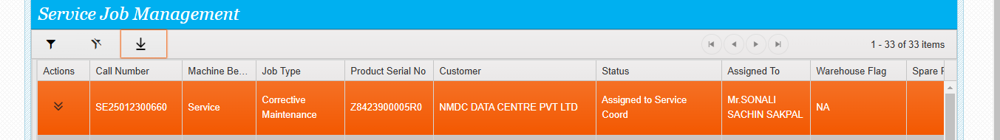 Service Job Management
1 - 33 of 33 items
Actions Call Number Machine Be... Job Type Product Serial No Customer Status Assigned To Warehouse Flag Spare
SE25012300660 Service Corrective Maintenance Z8423900005R0 NMDC DATA CENTRE PVT LTD Assigned to Service Coord Mr.SONALI SACHIN SAKPAL NA